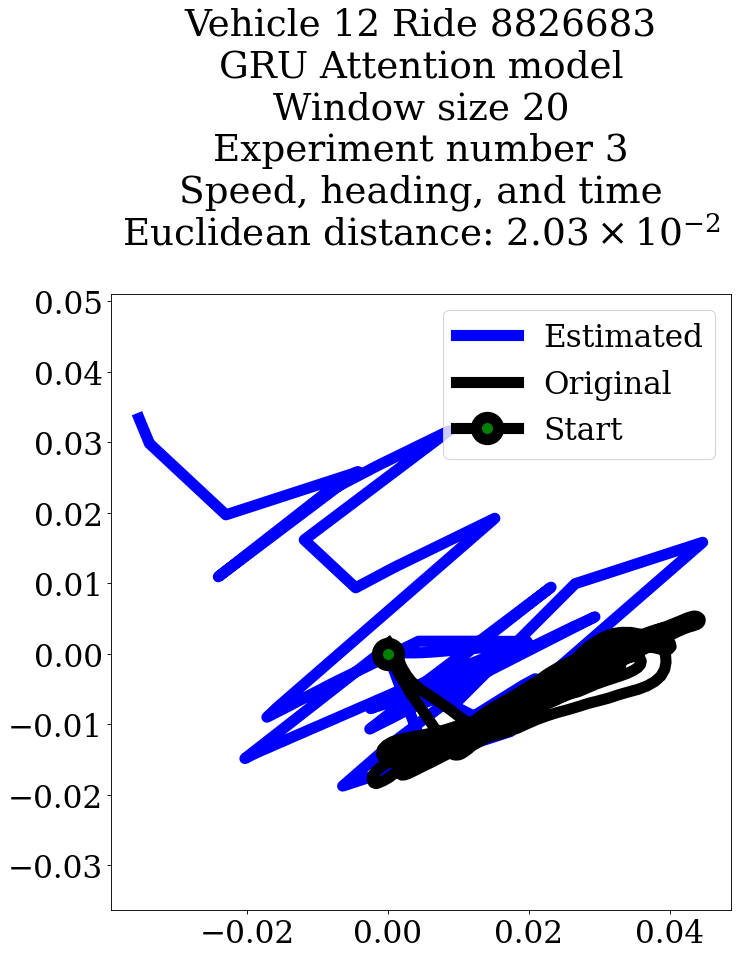 Vehicle 12 Ride 8826683
GRU Attention model
Window size 20
Experiment number 3
Speed, heading, and time
Euclidean distance: 2.03 × 10⁻²
Estimated
Original
Start
0.05
0.04
0.03
0.02
0.01
0.00
−0.01
−0.02
−0.03
−0.02 0.00 0.02 0.04